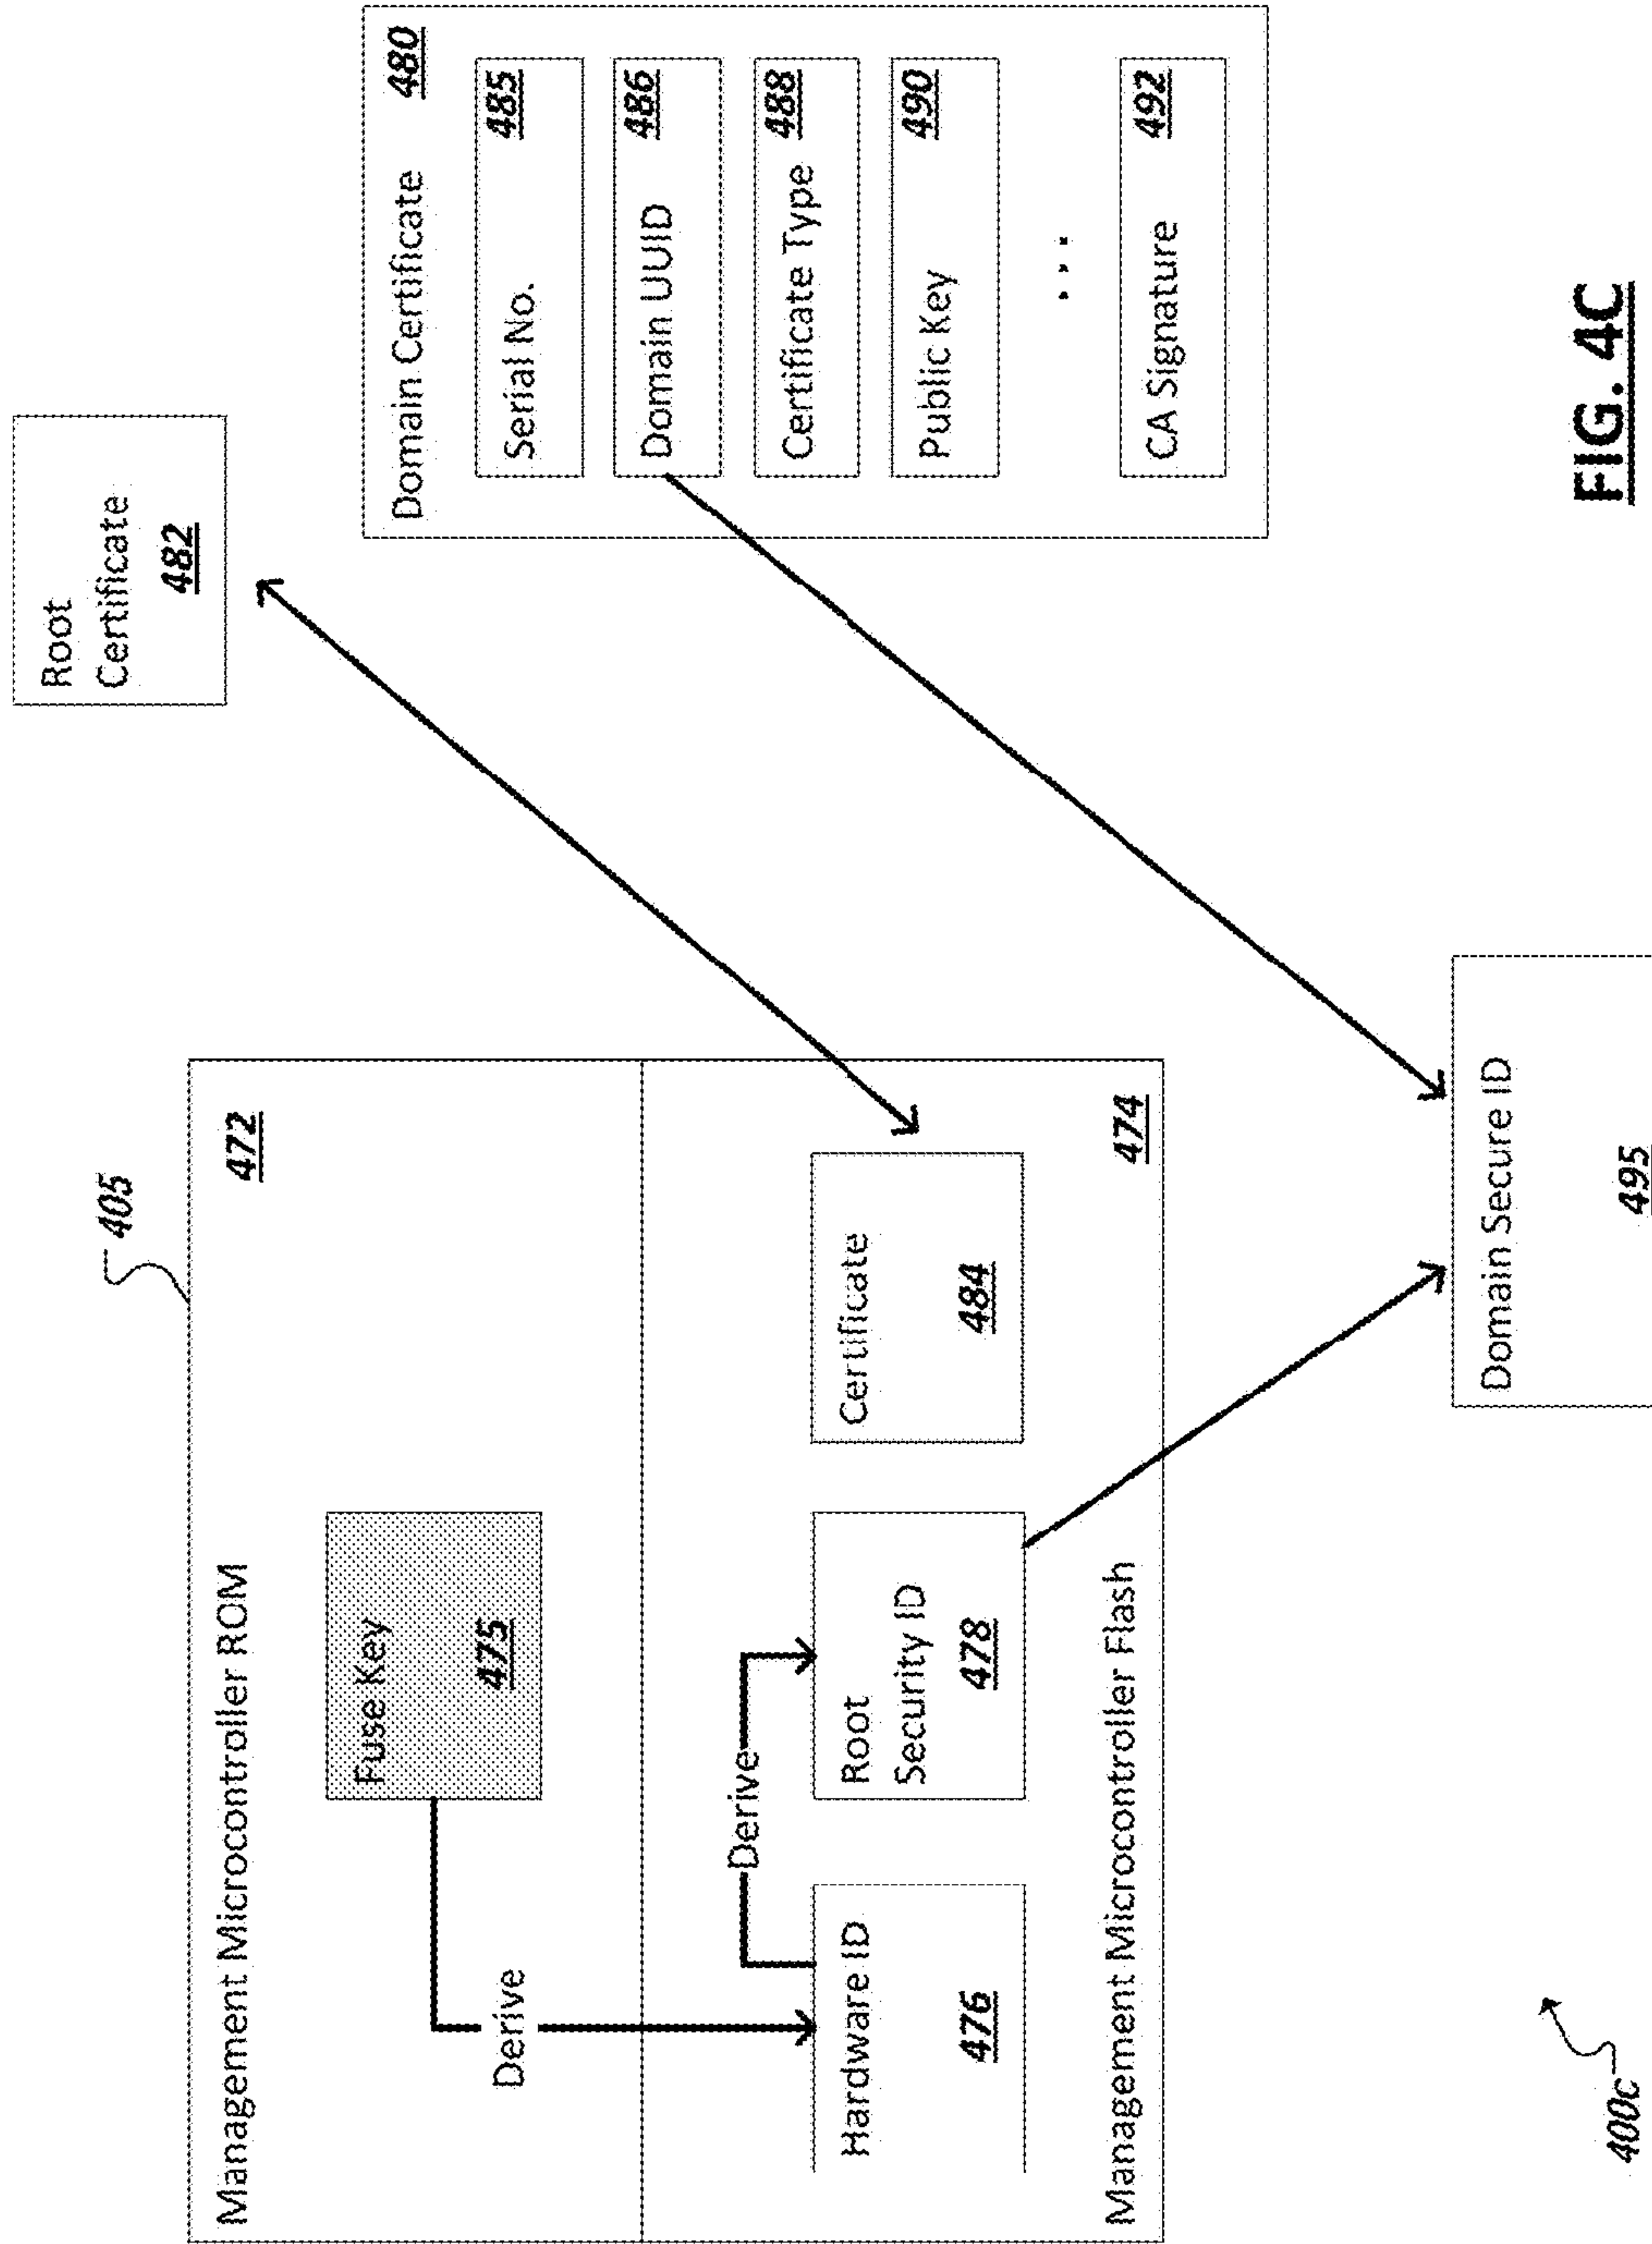 405
Management Microcontroller ROM
472
Fuse Key
475
Derive
Derive
Hardware ID
476
Root
Security ID
478
Certificate
484
Management Microcontroller Flash
474
Root
Certificate
482
Domain Certificate
480
Serial No.
485
Domain UUID
486
Certificate Type
488
Public Key
490
...
CA Signature
492
Domain Secure ID
495
400c
FIG. 4C